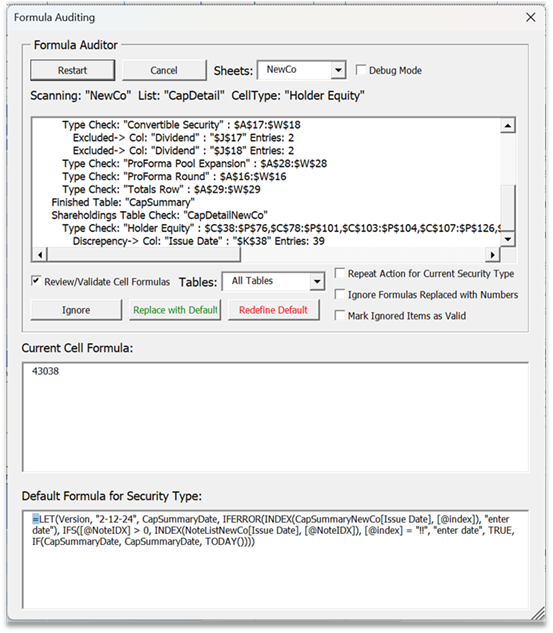 Formula Auditing
Formula Auditor
Restart Cancel Sheets: NewCo Debug Mode
Scanning: "NewCo" List: "CapDetail" CellType: "Holder Equity"
Type Check: "Convertible Security" : $A$17:$W$18
Excluded-> Col: "Dividend" : "$J$17" Entries: 2
Excluded-> Col: "Dividend" : "$J$18" Entries: 2
Type Check: "ProForma Pool Expansion" : $A$28:$W$28
Type Check: "ProForma Round" : $A$16:$W$16
Type Check: "Totals Row" : $A$29:$W$29
Finished Table: "CapSummary"
Shareholdings Table Check: "CapDetailNewCo"
Type Check: "Holder Equity" : $C$38:$P$76,$C$78:$P$101,$C$103:$P$104,$C$107:$P$126,$
Discrepency-> Col: "Issue Date" : "$K$38" Entries: 39
Review/Validate Cell Formulas Tables: All Tables
Repeat Action for Current Security Type
Ignore Formulas Replaced with Numbers
Mark Ignored Items as Valid
Ignore Replace with Default Redefine Default
Current Cell Formula:
43038
Default Formula for Security Type:
=LET(Version, "2-12-24", CapSummaryDate, IFERROR(INDEX(CapSummaryNewCo[Issue Date], [@index]), "enter
date"), IFS([@NoteIDX] > 0, INDEX(NoteListNewCo[Issue Date], [@NoteIDX]), [@index] = "!!", "enter date", TRUE,
IF(CapSummaryDate, CapSummaryDate, TODAY())))